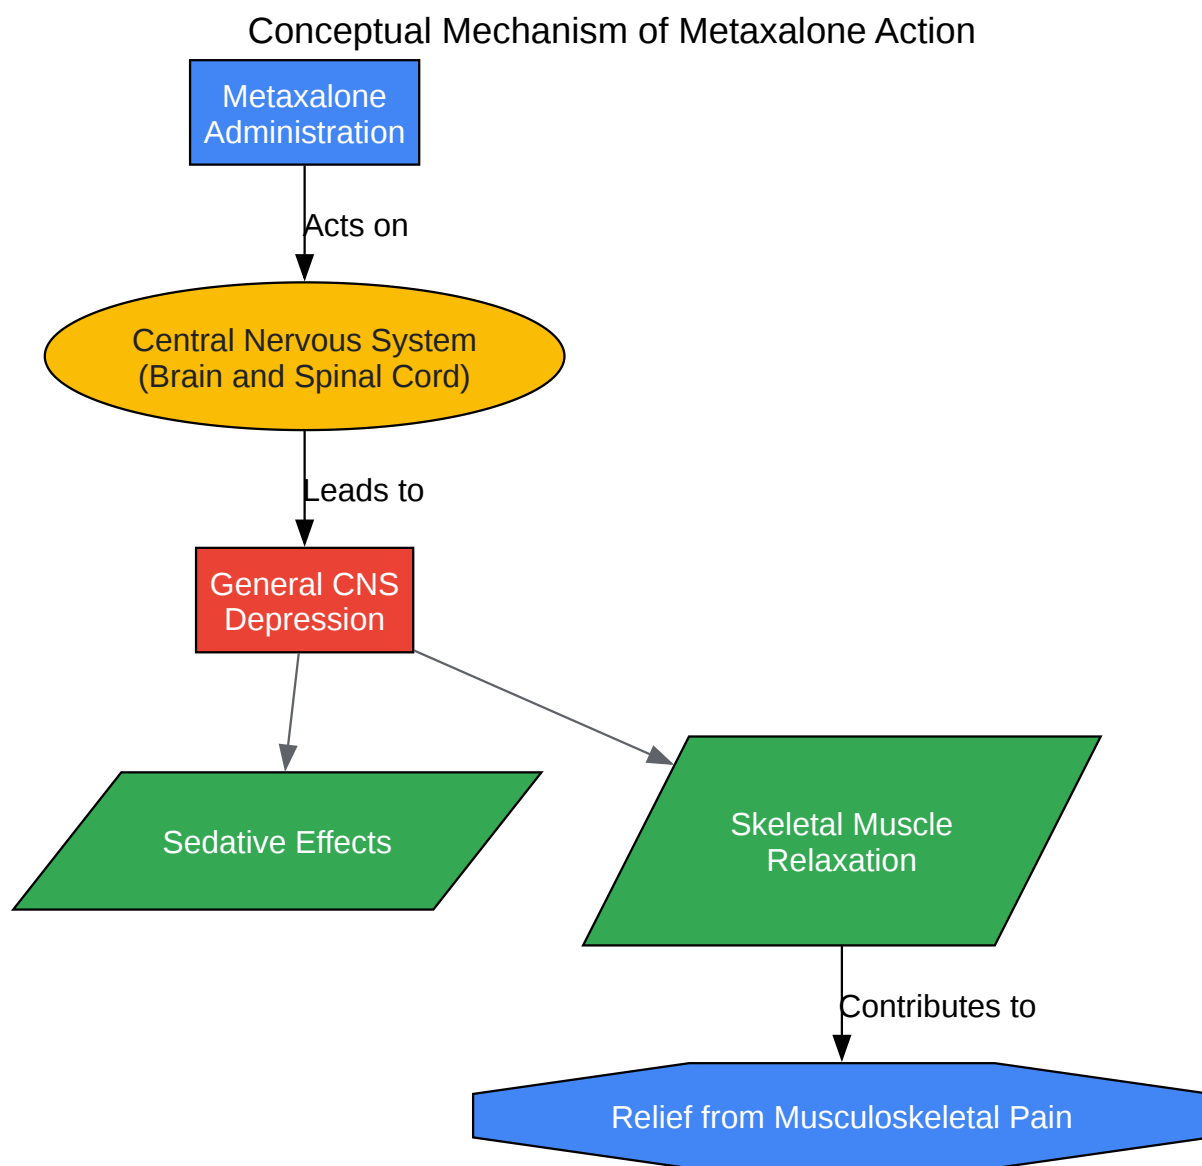 Conceptual Mechanism of Metaxalone Action
Metaxalone
Administration
Acts on
Central Nervous System
(Brain and Spinal Cord)
Leads to
General CNS
Depression
Sedative Effects
Skeletal Muscle
Relaxation
Contributes to
Relief from Musculoskeletal Pain